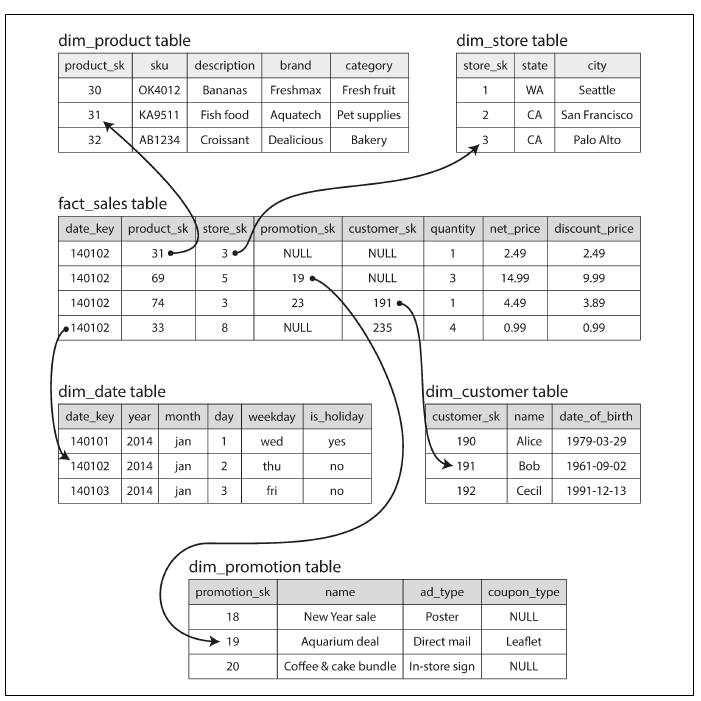 dim_product table
product_sk sku description brand category
30 OK4012 Bananas Freshmax Fresh fruit
31 KA9511 Fish food Aquatech Pet supplies
32 AB1234 Croissant Dealicious Bakery
dim_store table
store_sk state city
1 WA Seattle
2 CA San Francisco
3 CA Palo Alto
fact_sales table
date_key product_sk store_sk promotion_sk customer_sk quantity net_price discount_price
140102 31 3 NULL NULL 1 2.49 2.49
140102 69 5 19 NULL 3 14.99 9.99
140102 74 3 23 191 1 4.49 3.89
140102 33 8 NULL 235 4 0.99 0.99
dim_date table
date_key year month day weekday is_holiday
140101 2014 jan 1 wed yes
140102 2014 jan 2 thu no
140103 2014 jan 3 fri no
dim_customer table
customer_sk name date_of_birth
190 Alice 1979-03-29
191 Bob 1961-09-02
192 Cecil 1991-12-13
dim_promotion table
promotion_sk name ad_type coupon_type
18 New Year sale Poster NULL
19 Aquarium deal Direct mail Leaflet
20 Coffee & cake bundle In-store sign NULL